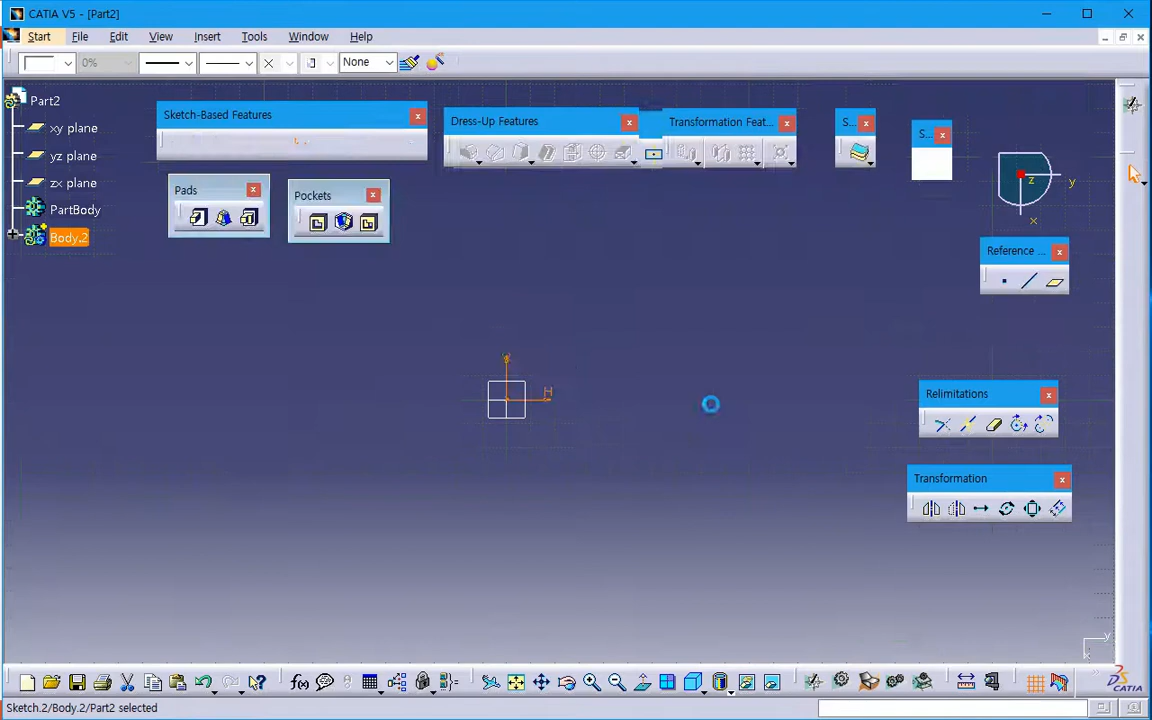 CATIA V5 - [Part2]
Start File Edit View Insert Tools Window Help
0% None
Part2
xy plane
yz plane
zx plane
PartBody
Body.2
Sketch-Based Features
Dress-Up Features
Transformation Feat...
S...
S...
Pads
Pockets
z
y
x
Reference ...
V
H
Relimitations
Transformation
y
x
f(x)
CATIA
Sketch.2/Body.2/Part2 selected